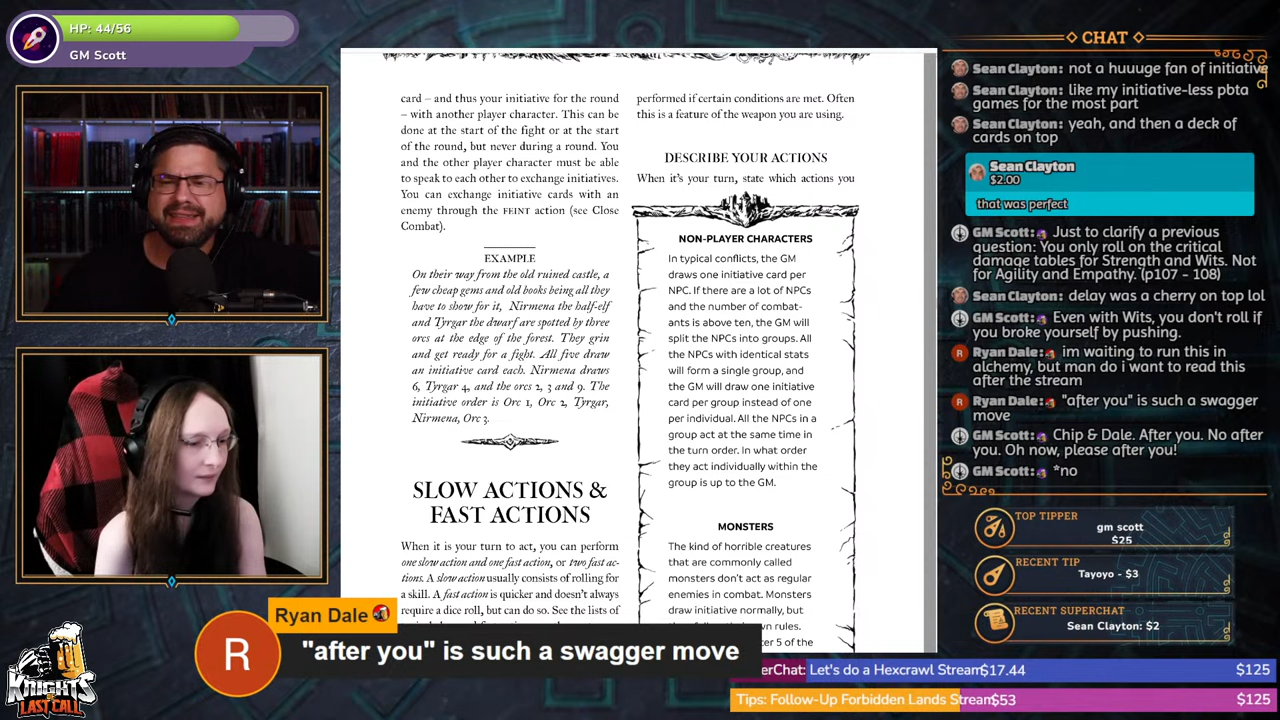 HP: 44/56
GM Scott
card – and thus your initiative for the round
– with another player character. This can be
done at the start of the fight or at the start
of the round, but never during a round. You
and the other player character must be able
to speak to each other to exchange initiatives.
You can exchange initiative cards with an
enemy through the FEINT action (see Close
Combat).
EXAMPLE
On their way from the old ruined castle, a
few cheap gems and old books being all they
have to show for it, Nirmena the half-elf
and Tyrgar the dwarf are spotted by three
orcs at the edge of the forest. They grin
and get ready for a fight. All five draw
an initiative card each. Nirmena draws
6, Tyrgar 4, and the orcs 2, 3 and 9. The
initiative order is Orc 1, Orc 2, Tyrgar,
Nirmena, Orc 3.
SLOW ACTIONS &
FAST ACTIONS
When it is your turn to act, you can perform
one slow action and one fast action, or two fast ac-
tions. A slow action usually consists of rolling for
a skill. A fast action is quicker and doesn't always
require a dice roll, but can do so. See the lists of
performed if certain conditions are met. Often
this is a feature of the weapon you are using.
DESCRIBE YOUR ACTIONS
When it's your turn, state which actions you
NON-PLAYER CHARACTERS
In typical conflicts, the GM
draws one initiative card per
NPC. If there are a lot of NPCs
and the number of combat-
ants is above ten, the GM will
split the NPCs into groups. All
the NPCs with identical stats
will form a single group, and
the GM will draw one initiative
card per group instead of one
per individual. All the NPCs in a
group act at the same time in
the turn order. In what order
they act individually within the
group is up to the GM.
MONSTERS
The kind of horrible creatures
that are commonly called
monsters don't act as regular
enemies in combat. Monsters
draw initiative normally, but
wn rules.
ter 5 of the
CHAT
Sean Clayton: not a huuuge fan of initiative
Sean Clayton: like my initiative-less pbta
games for the most part
Sean Clayton: yeah, and then a deck of
cards on top
Sean Clayton
$2.00
that was perfect
GM Scott: Just to clarify a previous
question: You only roll on the critical
damage tables for Strength and Wits. Not
for Agility and Empathy. (p107 - 108)
Sean Clayton: delay was a cherry on top lol
GM Scott: Even with Wits, you don't roll if
you broke yourself by pushing.
Ryan Dale: im waiting to run this in
alchemy, but man do i want to read this
after the stream
Ryan Dale: "after you" is such a swagger
move
GM Scott: Chip & Dale. After you. No after
you. Oh now, please after you!
GM Scott: *no
TOP TIPPER
gm scott
$25
RECENT TIP
Tayoyo - $3
RECENT SUPERCHAT
Sean Clayton: $2
Ryan Dale
R
"after you" is such a swagger move
KNIGHTS
OF
LAST CALL
erChat: Let's do a Hexcrawl Stream $17.44 $125
Tips: Follow-Up Forbidden Lands Stream $53 $125